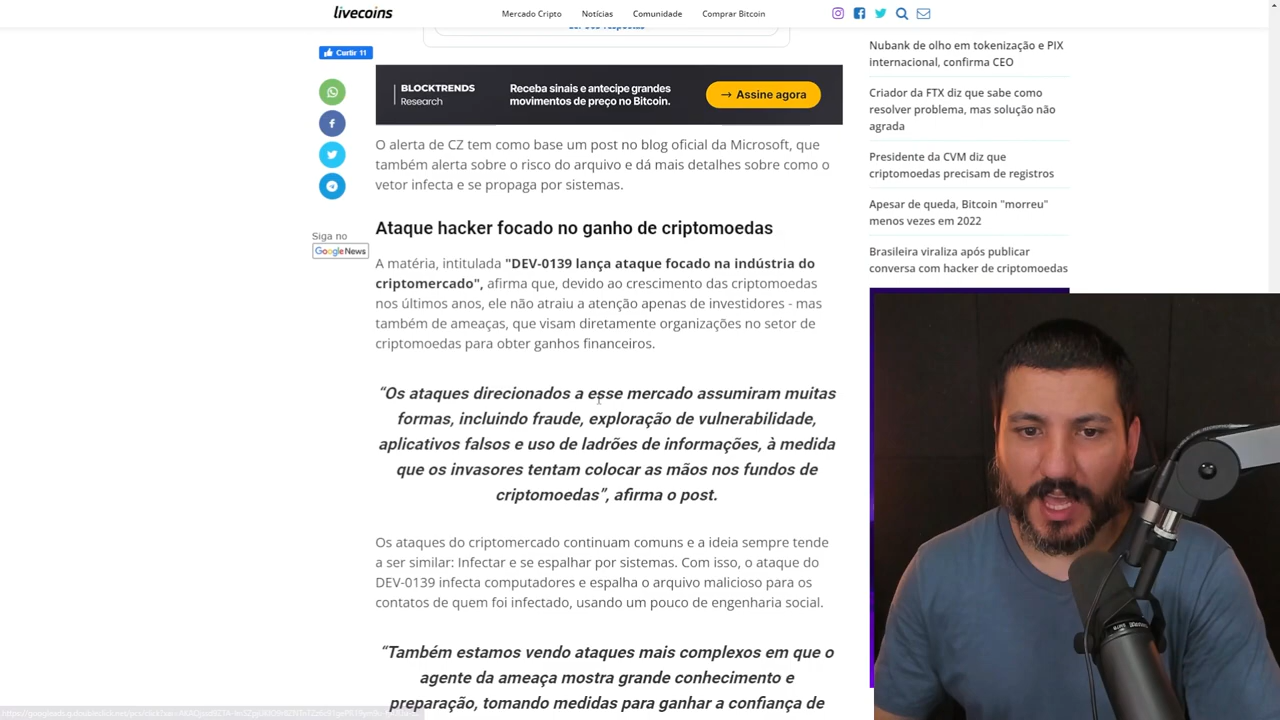 livecoins
Mercado Cripto Notícias Comunidade Comprar Bitcoin
Curtir 11
BLOCKTRENDS
Research
Receba sinais e antecipe grandes
movimentos de preço no Bitcoin.
→ Assine agora
O alerta de CZ tem como base um post no blog oficial da Microsoft, que
também alerta sobre o risco do arquivo e dá mais detalhes sobre como o
vetor infecta e se propaga por sistemas.
Siga no
Google News
Ataque hacker focado no ganho de criptomoedas
A matéria, intitulada "DEV-0139 lança ataque focado na indústria do
criptomercado", afirma que, devido ao crescimento das criptomoedas
nos últimos anos, ele não atraiu a atenção apenas de investidores - mas
também de ameaças, que visam diretamente organizações no setor de
criptomoedas para obter ganhos financeiros.
“Os ataques direcionados a esse mercado assumiram muitas
formas, incluindo fraude, exploração de vulnerabilidade,
aplicativos falsos e uso de ladrões de informações, à medida
que os invasores tentam colocar as mãos nos fundos de
criptomoedas”, afirma o post.
Os ataques do criptomercado continuam comuns e a ideia sempre tende
a ser similar: Infectar e se espalhar por sistemas. Com isso, o ataque do
DEV-0139 infecta computadores e espalha o arquivo malicioso para os
contatos de quem foi infectado, usando um pouco de engenharia social.
“Também estamos vendo ataques mais complexos em que o
agente da ameaça mostra grande conhecimento e
preparação, tomando medidas para ganhar a confiança de
Nubank de olho em tokenização e PIX
internacional, confirma CEO
Criador da FTX diz que sabe como
resolver problema, mas solução não
agrada
Presidente da CVM diz que
criptomoedas precisam de registros
Apesar de queda, Bitcoin "morreu"
menos vezes em 2022
Brasileira viraliza após publicar
conversa com hacker de criptomoedas